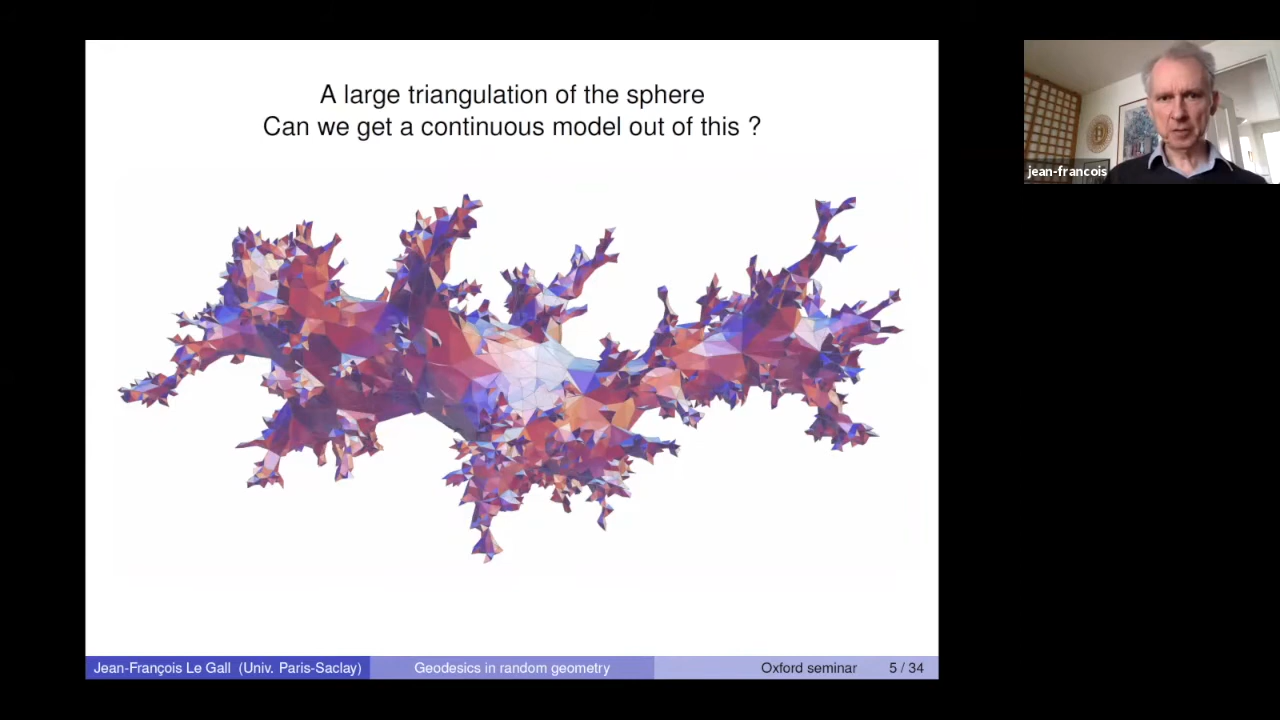 A large triangulation of the sphere
Can we get a continuous model out of this ?
jean-francois
Jean-François Le Gall (Univ. Paris-Saclay)
Geodesics in random geometry
Oxford seminar
5 / 34